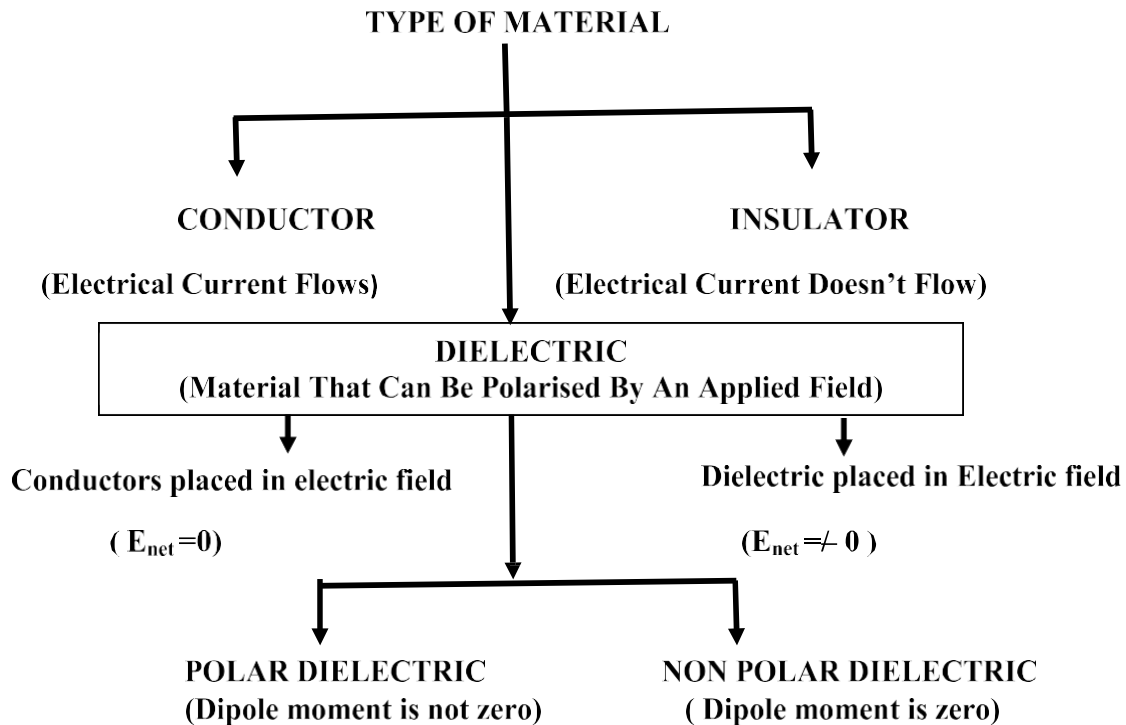 TYPE OF MATERIAL
CONDUCTOR
INSULATOR
(Electrical Current Flows)
(Electrical Current Doesn’t Flow)
DIELECTRIC
(Material That Can Be Polarised By An Applied Field)
Conductors placed in electric field
Dielectric placed in Electric field
( Enet =0)
(Enet =/- 0 )
POLAR DIELECTRIC
NON POLAR DIELECTRIC
(Dipole moment is not zero)
( Dipole moment is zero)